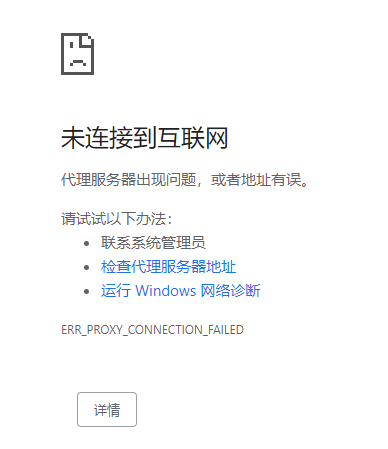 未连接到互联网
代理服务器出现问题，或者地址有误。
请试试以下办法：
• 联系系统管理员
• 检查代理服务器地址
• 运行 Windows 网络诊断
ERR_PROXY_CONNECTION_FAILED
详情